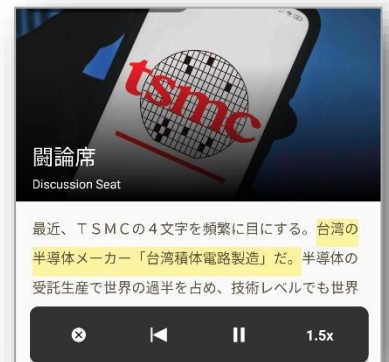 tsmc
闘論席
Discussion Seat
最近、TSMCの４文字を頻繁に目にする。台湾の
半導体メーカー「台湾積体電路製造」だ。半導体の
受託生産で世界の過半を占め、技術レベルでも世界
1.5x